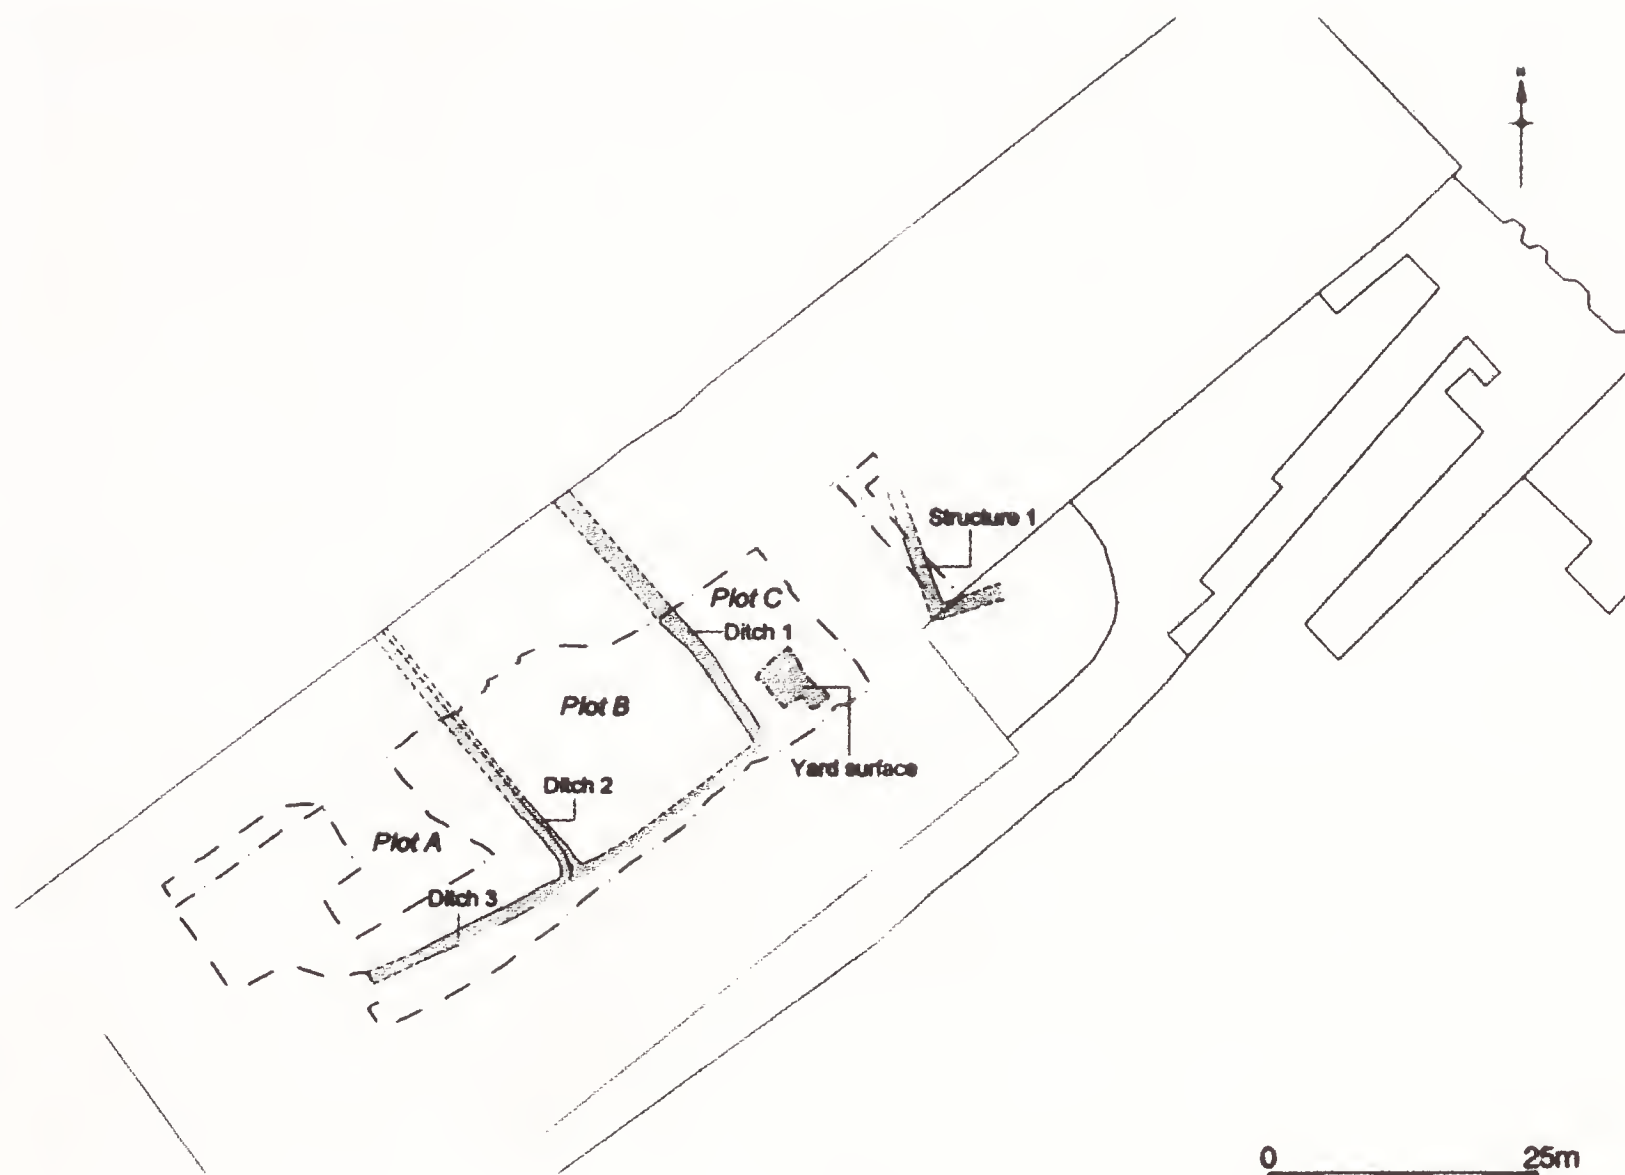 Structure 1
Plot C
Ditch 1
Plot B
Yard surface
Ditch 2
Plot A
Ditch 3
0 25m